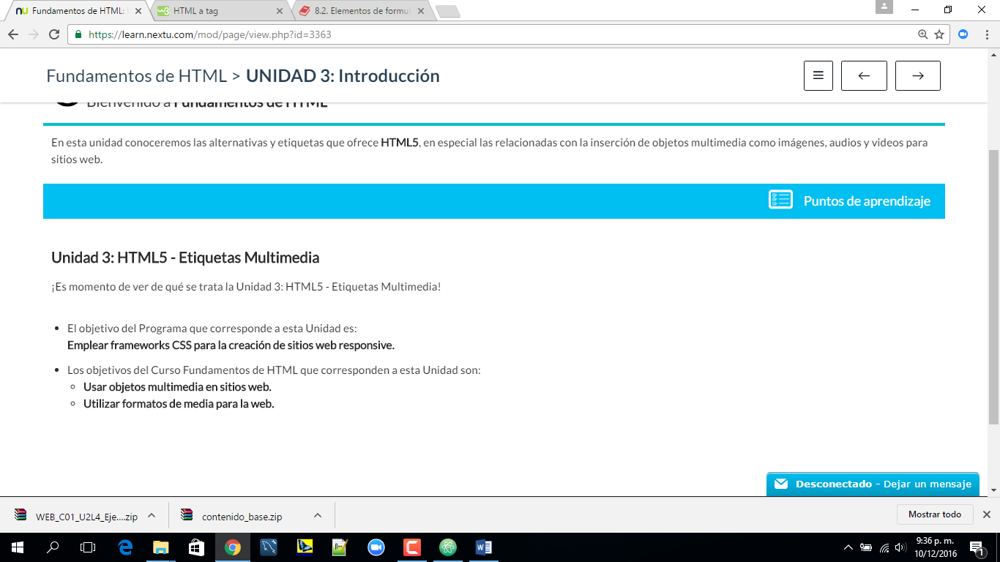 Fundamentos de HTML: U
HTML a tag
8.2. Elementos de formul
https://learn.nextu.com/mod/page/view.php?id=3363
Fundamentos de HTML > UNIDAD 3: Introducción
Bienvenido a Fundamentos de HTML
En esta unidad conoceremos las alternativas y etiquetas que ofrece HTML5, en especial las relacionadas con la inserción de objetos multimedia como imágenes, audios y videos para
sitios web.
Puntos de aprendizaje
Unidad 3: HTML5 - Etiquetas Multimedia
¡Es momento de ver de qué se trata la Unidad 3: HTML5 - Etiquetas Multimedia!
El objetivo del Programa que corresponde a esta Unidad es:
Emplear frameworks CSS para la creación de sitios web responsive.
Los objetivos del Curso Fundamentos de HTML que corresponden a esta Unidad son:
Usar objetos multimedia en sitios web.
Utilizar formatos de media para la web.
Desconectado - Dejar un mensaje
WEB_C01_U2L4_Eje....zip
contenido_base.zip
Mostrar todo
9:36 p. m.
10/12/2016
1